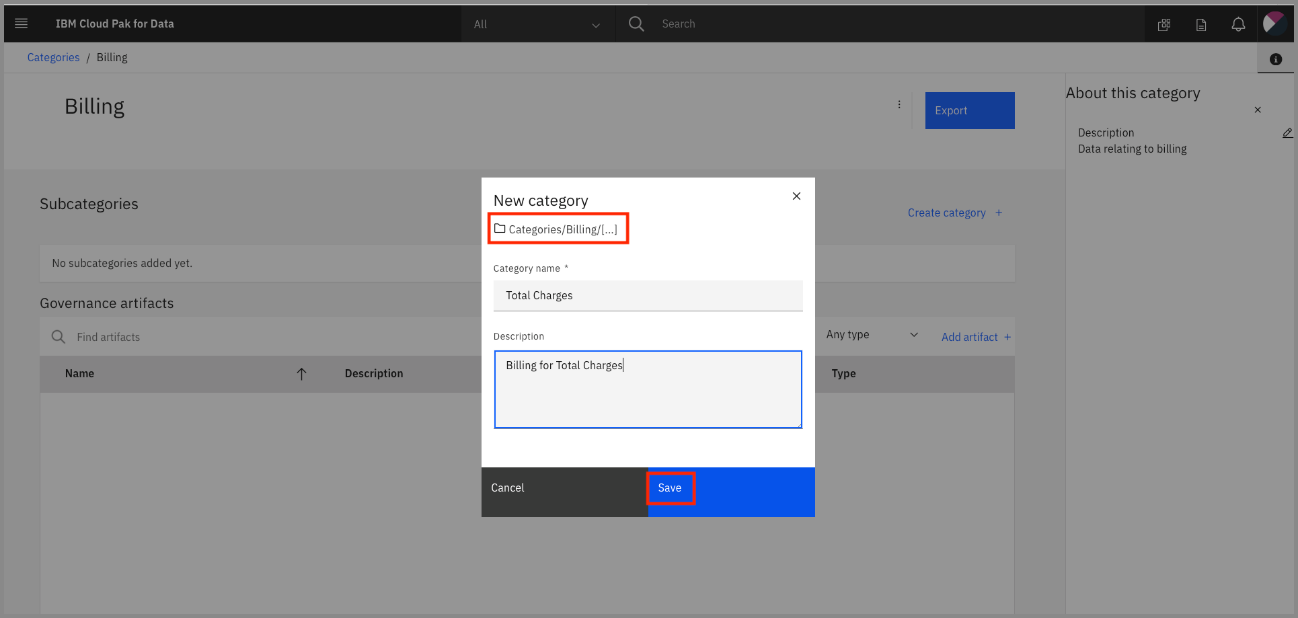 IBM Cloud Pak for Data
All
Search
Categories / Billing
Billing
Export
About this category
Description
Data relating to billing
Subcategories
Create category +
No subcategories added yet.
Governance artifacts
Find artifacts
Any type
Add artifact +
Name
Description
Type
New category
Categories/Billing/[...]
Category name *
Total Charges
Description
Billing for Total Charges
Cancel
Save